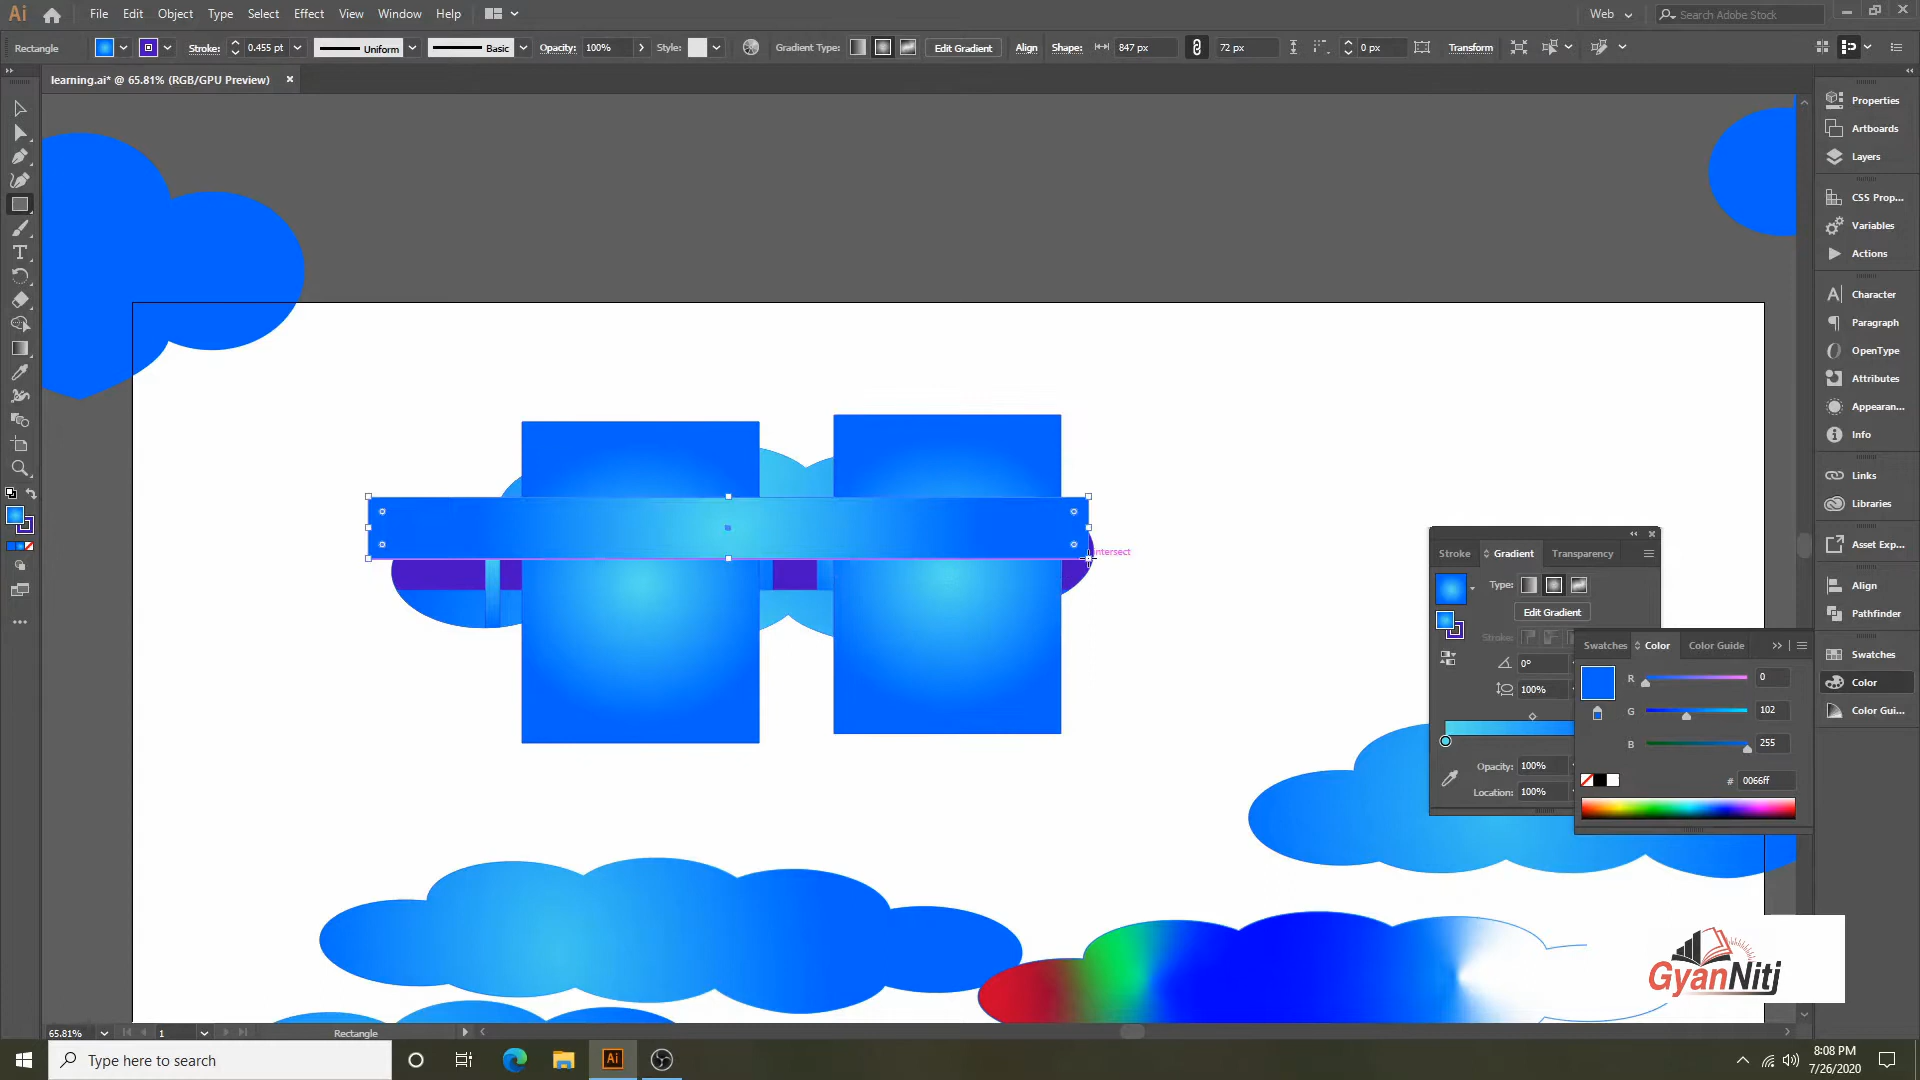 Ai File Edit Object Type Select Effect View Window Help Web Search Adobe Stock
Rectangle Stroke: 0.455 pt Uniform Basic Opacity: 100% Style: Gradient Type: Edit Gradient Align Shape: 847 px 72 px 0 px Transform
learning.ai* @ 65.81% (RGB/GPU Preview)
Properties
Artboards
Layers
CSS Prop...
Variables
Actions
Character
Paragraph
OpenType
Attributes
Appearan...
Info
Links
Libraries
Asset Exp...
Align
Pathfinder
Swatches
Color
Color Gui...
intersect
Stroke Gradient Transparency
Type:
Edit Gradient
Stroke:
0°
100%
Opacity: 100%
Location: 100%
Swatches Color Color Guide
R 0
G 102
B 255
# 0066ff
GyanNiti
65.81% 1 Rectangle
Type here to search
Ai
8:08 PM
7/26/2020